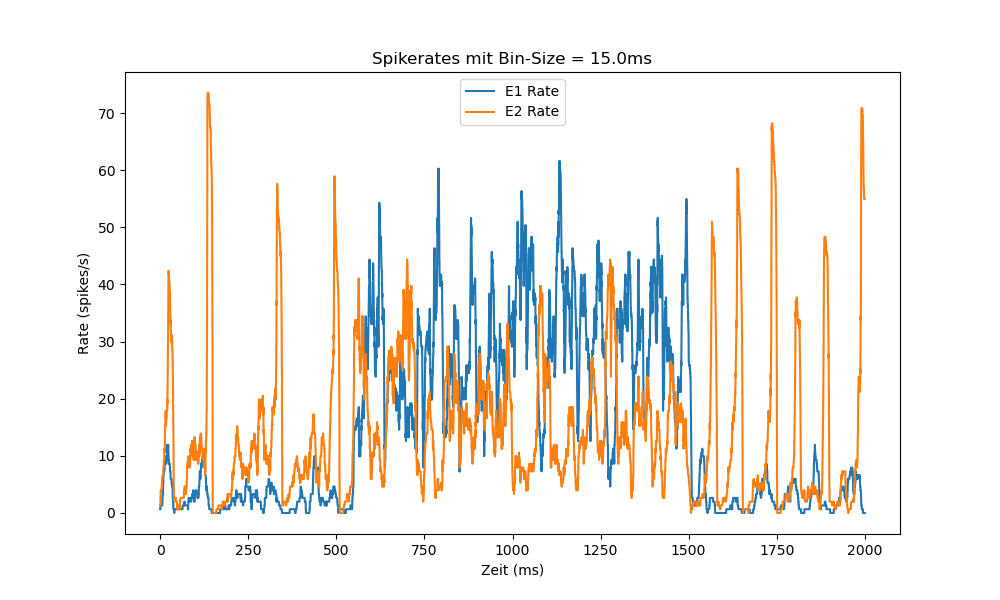 Spikerates mit Bin-Size = 15.0ms
E1 Rate
E2 Rate
Rate (spikes/s)
70
60
50
40
30
20
10
0
0 250 500 750 1000 1250 1500 1750 2000
Zeit (ms)